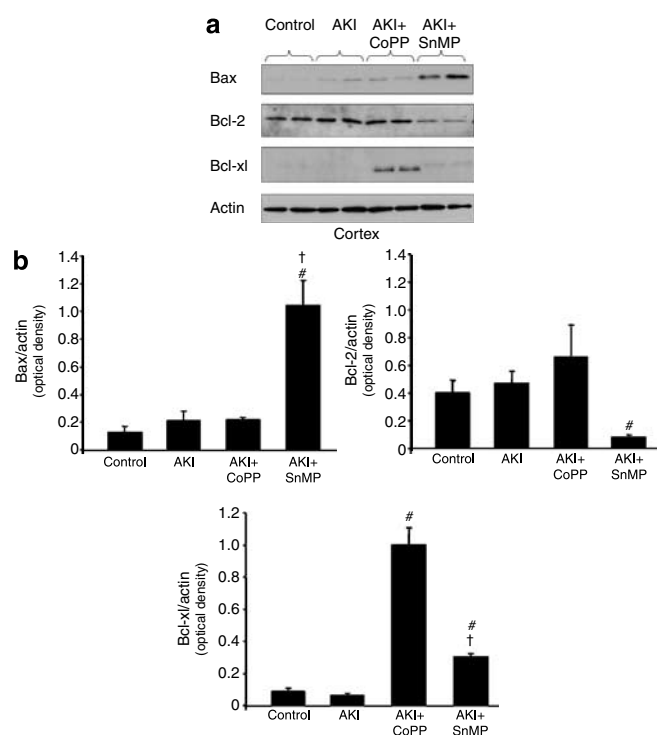 a
Control AKI AKI+ AKI+
CoPP SnMP
Bax
Bcl-2
Bcl-xl
Actin
Cortex
b
Bax/actin
(optical density)
1.4
1.2
1.0
0.8
0.6
0.4
0.2
0
†
#
Control AKI AKI+ AKI+
CoPP SnMP
Bcl-2/actin
(optical density)
1.4
1.2
1.0
0.8
0.6
0.4
0.2
0
#
Control AKI AKI+ AKI+
CoPP SnMP
Bcl-xl/actin
(optical density)
1.2
1.0
0.8
0.6
0.4
0.2
0
#
#
†
Control AKI AKI+ AKI+
CoPP SnMP